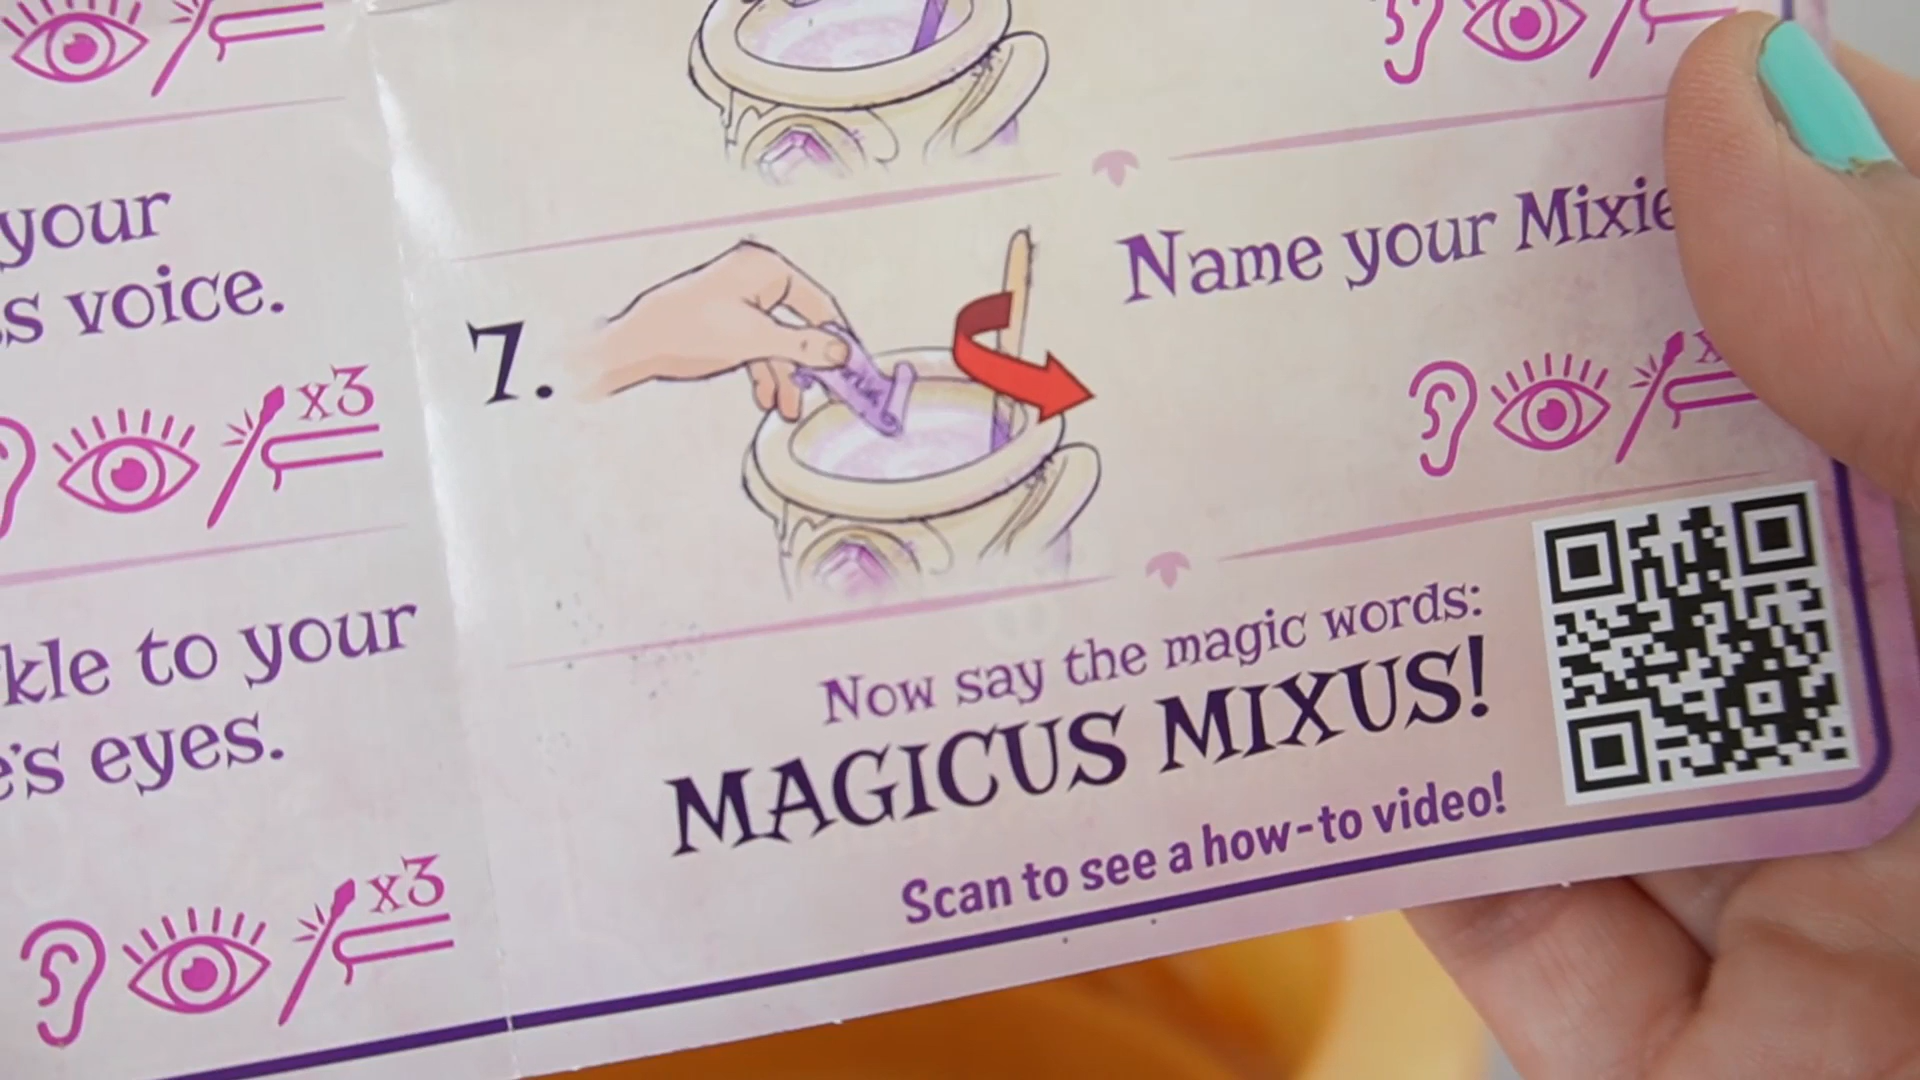 your
s voice.
x3
kle to your
e's eyes.
x3
7.
Name your Mixie
Now say the magic words:
MAGICUS MIXUS!
Scan to see a how-to video!